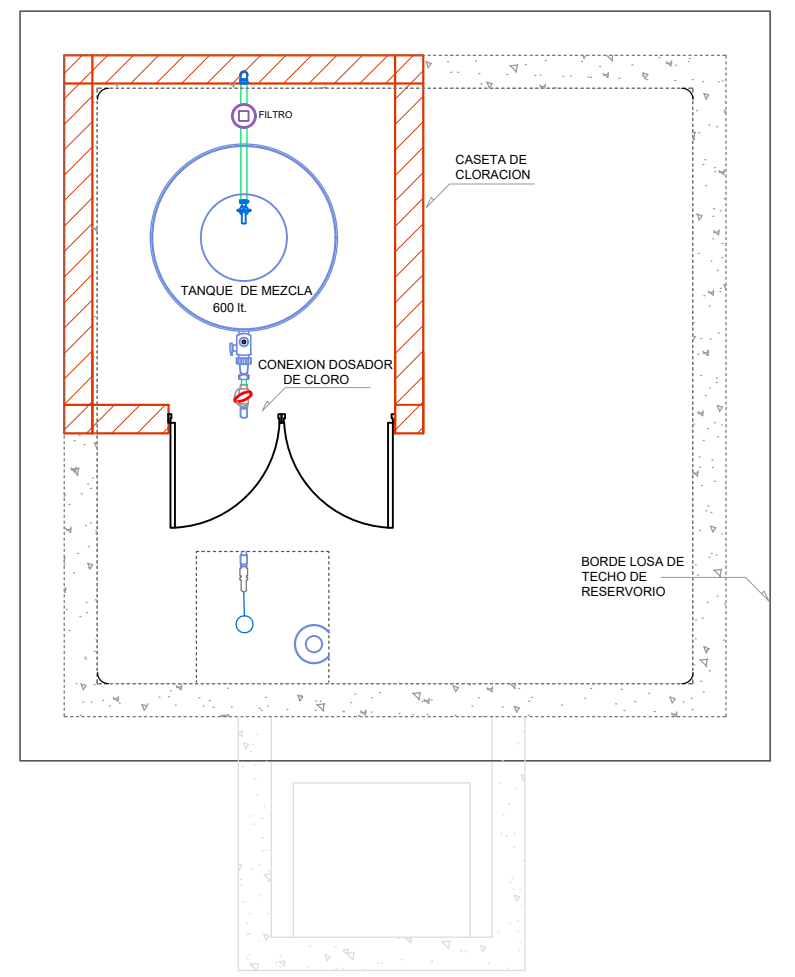 FILTRO
CASETA DE
CLORACION
TANQUE DE MEZCLA
600 lt.
CONEXION DOSADOR
DE CLORO
BORDE LOSA DE
TECHO DE
RESERVORIO